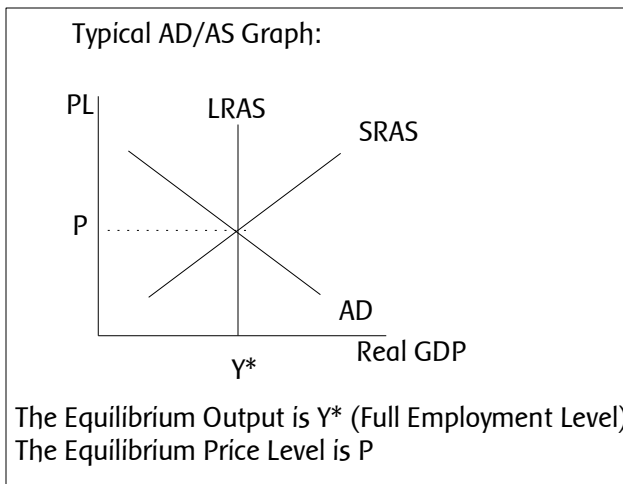 Typical AD/AS Graph:
PL
LRAS
SRAS
P
AD
Real GDP
Y*
The Equilibrium Output is Y* (Full Employment Level)
The Equilibrium Price Level is P